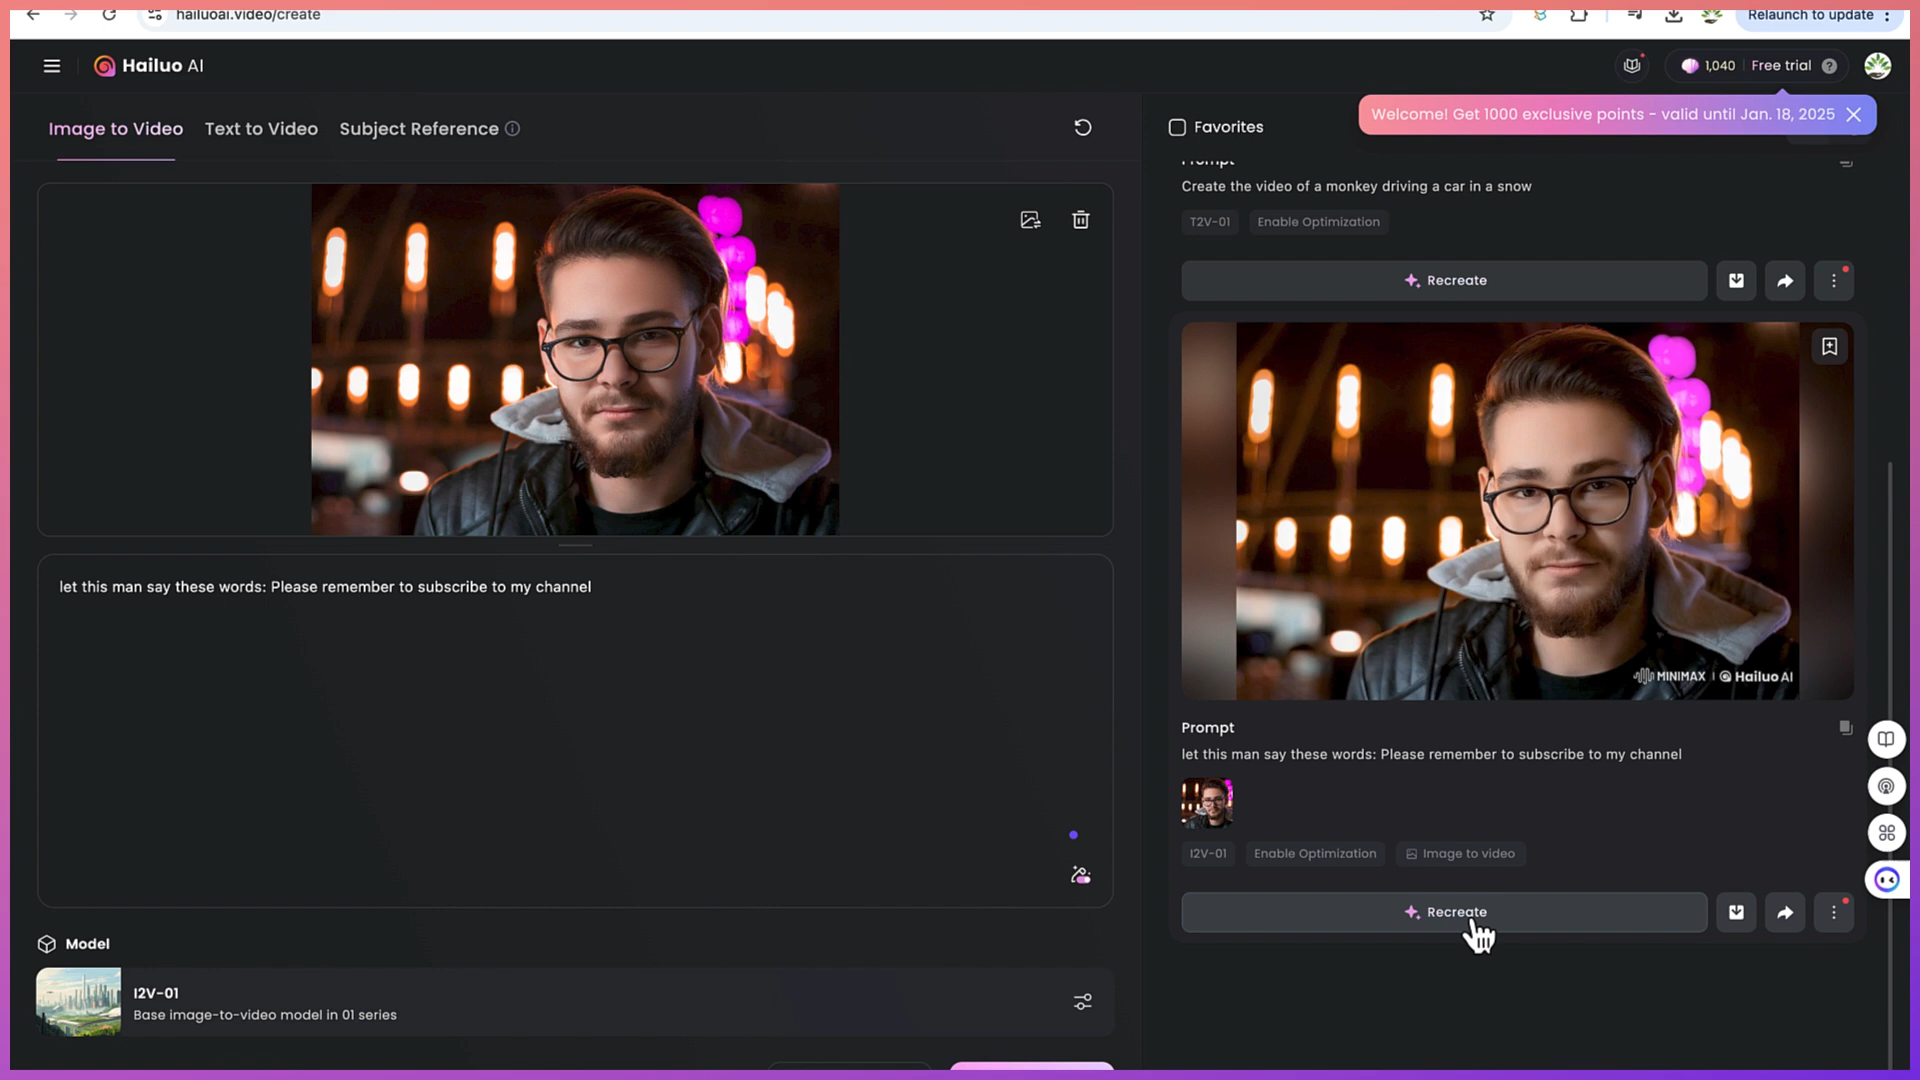 hailuoai.video/create
Relaunch to update
Hailuo AI
1,040 Free trial ?
Welcome! Get 1000 exclusive points - valid until Jan. 18, 2025
Image to Video
Text to Video
Subject Reference
Favorites
Prompt
Create the video of a monkey driving a car in a snow
T2V-01
Enable Optimization
Recreate
MINIMAX | Hailuo AI
let this man say these words: Please remember to subscribe to my channel
Prompt
let this man say these words: Please remember to subscribe to my channel
I2V-01
Enable Optimization
Image to video
Recreate
Model
I2V-01
Base image-to-video model in 01 series